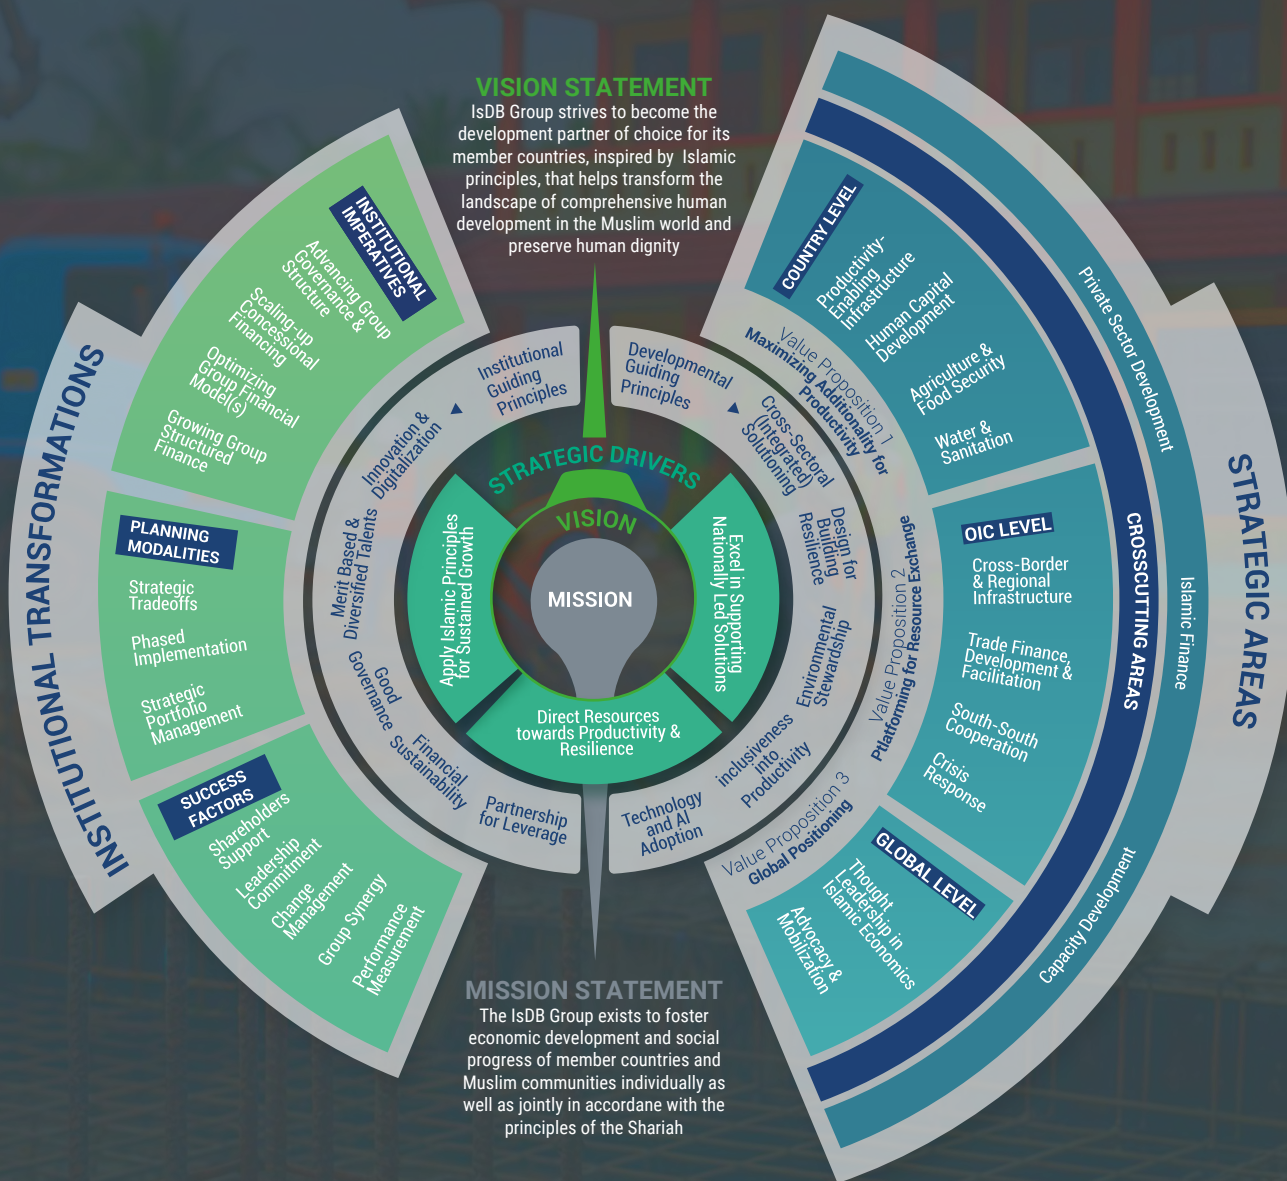 VISION STATEMENT
IsDB Group strives to become the
development partner of choice for its
member countries, inspired by Islamic
principles, that helps transform the
landscape of comprehensive human
development in the Muslim world and
preserve human dignity
INSTITUTIONAL TRANSFORMATIONS
INSTITUTIONAL
IMPERATIVES
Advancing Group
Governance &
Structure
Scaling-up
Concessional
Financing
Optimizing
Group Financial
Model(s)
Growing Group
Structured
Finance
PLANNING
MODALITIES
Strategic
Tradeoffs
Phased
Implementation
Strategic
Portfolio
Management
SUCCESS
FACTORS
Shareholders
Support
Leadership
Commitment
Change
Management
Group Synergy
Performance
Measurement
Institutional
Guiding
Principles
Innovation &
Digitalization
Merit Based &
Diversified Talents
Good
Governance
Financial
Sustainability
Partnership
for Leverage
STRATEGIC DRIVERS
VISION
MISSION
Apply Islamic Principles
for Sustained Growth
Excel in Supporting
Nationally Led Solutions
Direct Resources
towards Productivity &
Resilience
Developmental
Guiding
Principles
Cross-Sectoral
(Integrated)
Solutioning
Design for
Building
Resilience
Environmental
Stewardship
inclusiveness
into
Productivity
Technology
and AI
Adoption
Value Proposition 1
Maximizing Additionality for
Productivity
Value Proposition 2
Ptlatforming for Resource Exchange
Value Proposition 3
Global Positioning
COUNTRY LEVEL
Productivity-
Enabling
Infrastructure
Human Capital
Development
Agriculture &
Food Security
Water &
Sanitation
OIC LEVEL
Cross-Border
& Regional
Infrastructure
Trade Finance,
Development &
Facilitation
South-South
Cooperation
Crisis
Response
GLOBAL LEVEL
Thought
Leadership in
Islamic Economics
Advocacy &
Mobilization
CROSSCUTTING AREAS
Private Sector Development
Islamic Finance
Capacity Development
STRATEGIC AREAS
MISSION STATEMENT
The IsDB Group exists to foster
economic development and social
progress of member countries and
Muslim communities individually as
well as jointly in accordane with the
principles of the Shariah